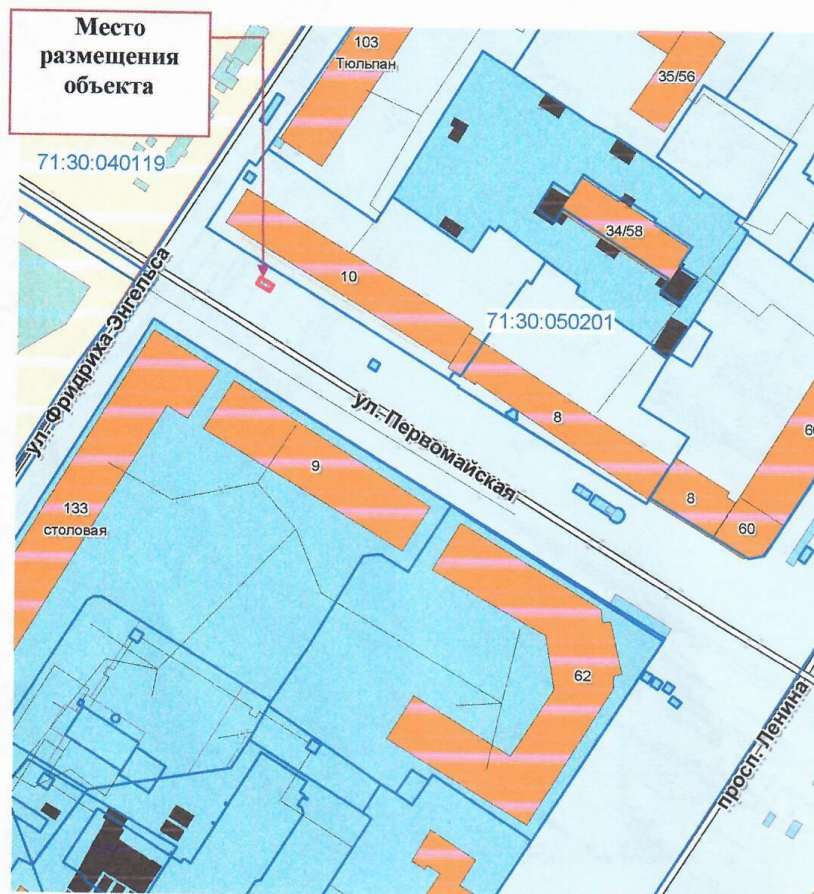 Место
размещения
объекта
103
Тюльпан
35/56
71:30:040119
34/58
10
71:30:050201
ул. Фридриха-Энгельса
ул. Первомайская
8
9
8
60
133
столовая
62
просп. Ленина